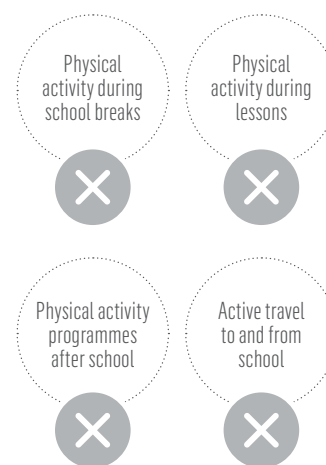 Physical
activity during
school breaks
Physical
activity during
lessons
Physical activity
programmes
after school
Active travel
to and from
school